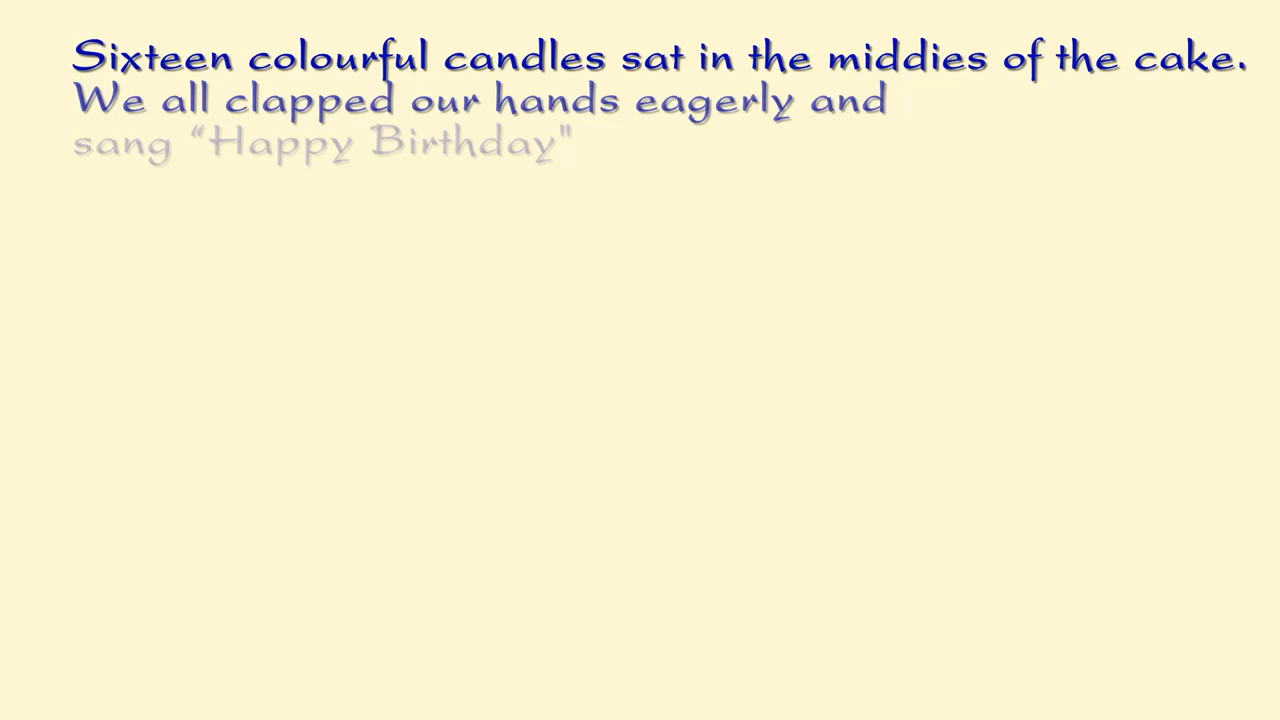 Sixteen colourful candles sat in the middies of the cake.
We all clapped our hands eagerly and
sang “Happy Birthday"